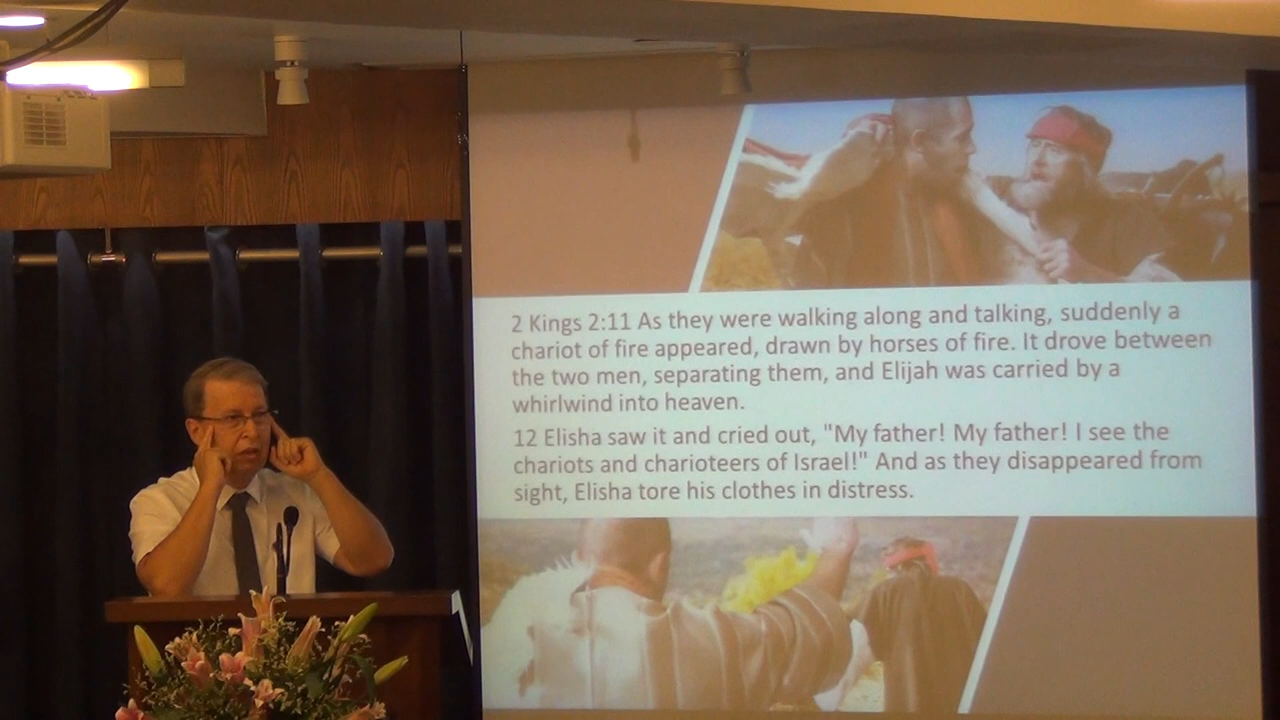 2 Kings 2:11 As they were walking along and talking, suddenly a
chariot of fire appeared, drawn by horses of fire. It drove between
the two men, separating them, and Elijah was carried by a
whirlwind into heaven.
12 Elisha saw it and cried out, "My father! My father! I see the
chariots and charioteers of Israel!" And as they disappeared from
sight, Elisha tore his clothes in distress.